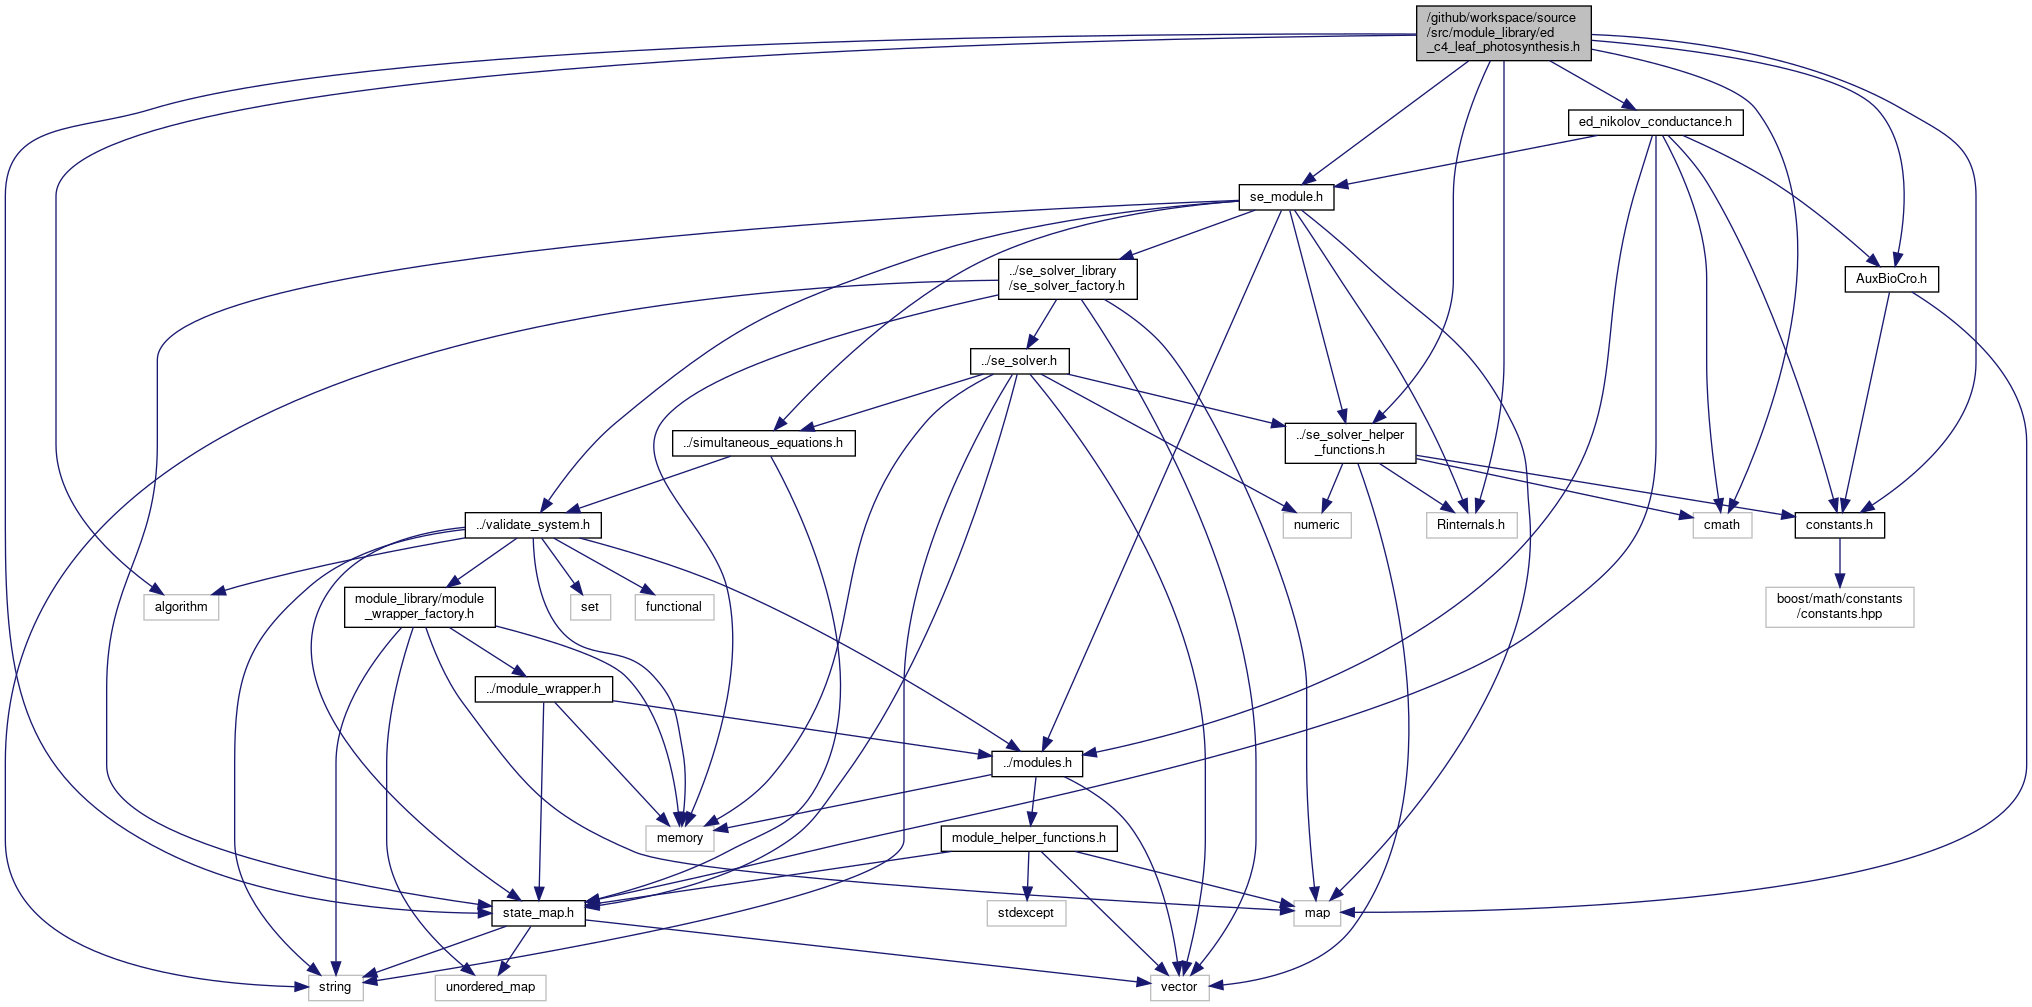 /github/workspace/source
/src/module_library/ed
_c4_leaf_photosynthesis.h
ed_nikolov_conductance.h
se_module.h
../se_solver_library
/se_solver_factory.h
AuxBioCro.h
../se_solver.h
../simultaneous_equations.h
../se_solver_helper
_functions.h
../validate_system.h
numeric
Rinternals.h
cmath
constants.h
algorithm
module_library/module
_wrapper_factory.h
set
functional
boost/math/constants
/constants.hpp
../module_wrapper.h
../modules.h
memory
module_helper_functions.h
state_map.h
stdexcept
map
string
unordered_map
vector